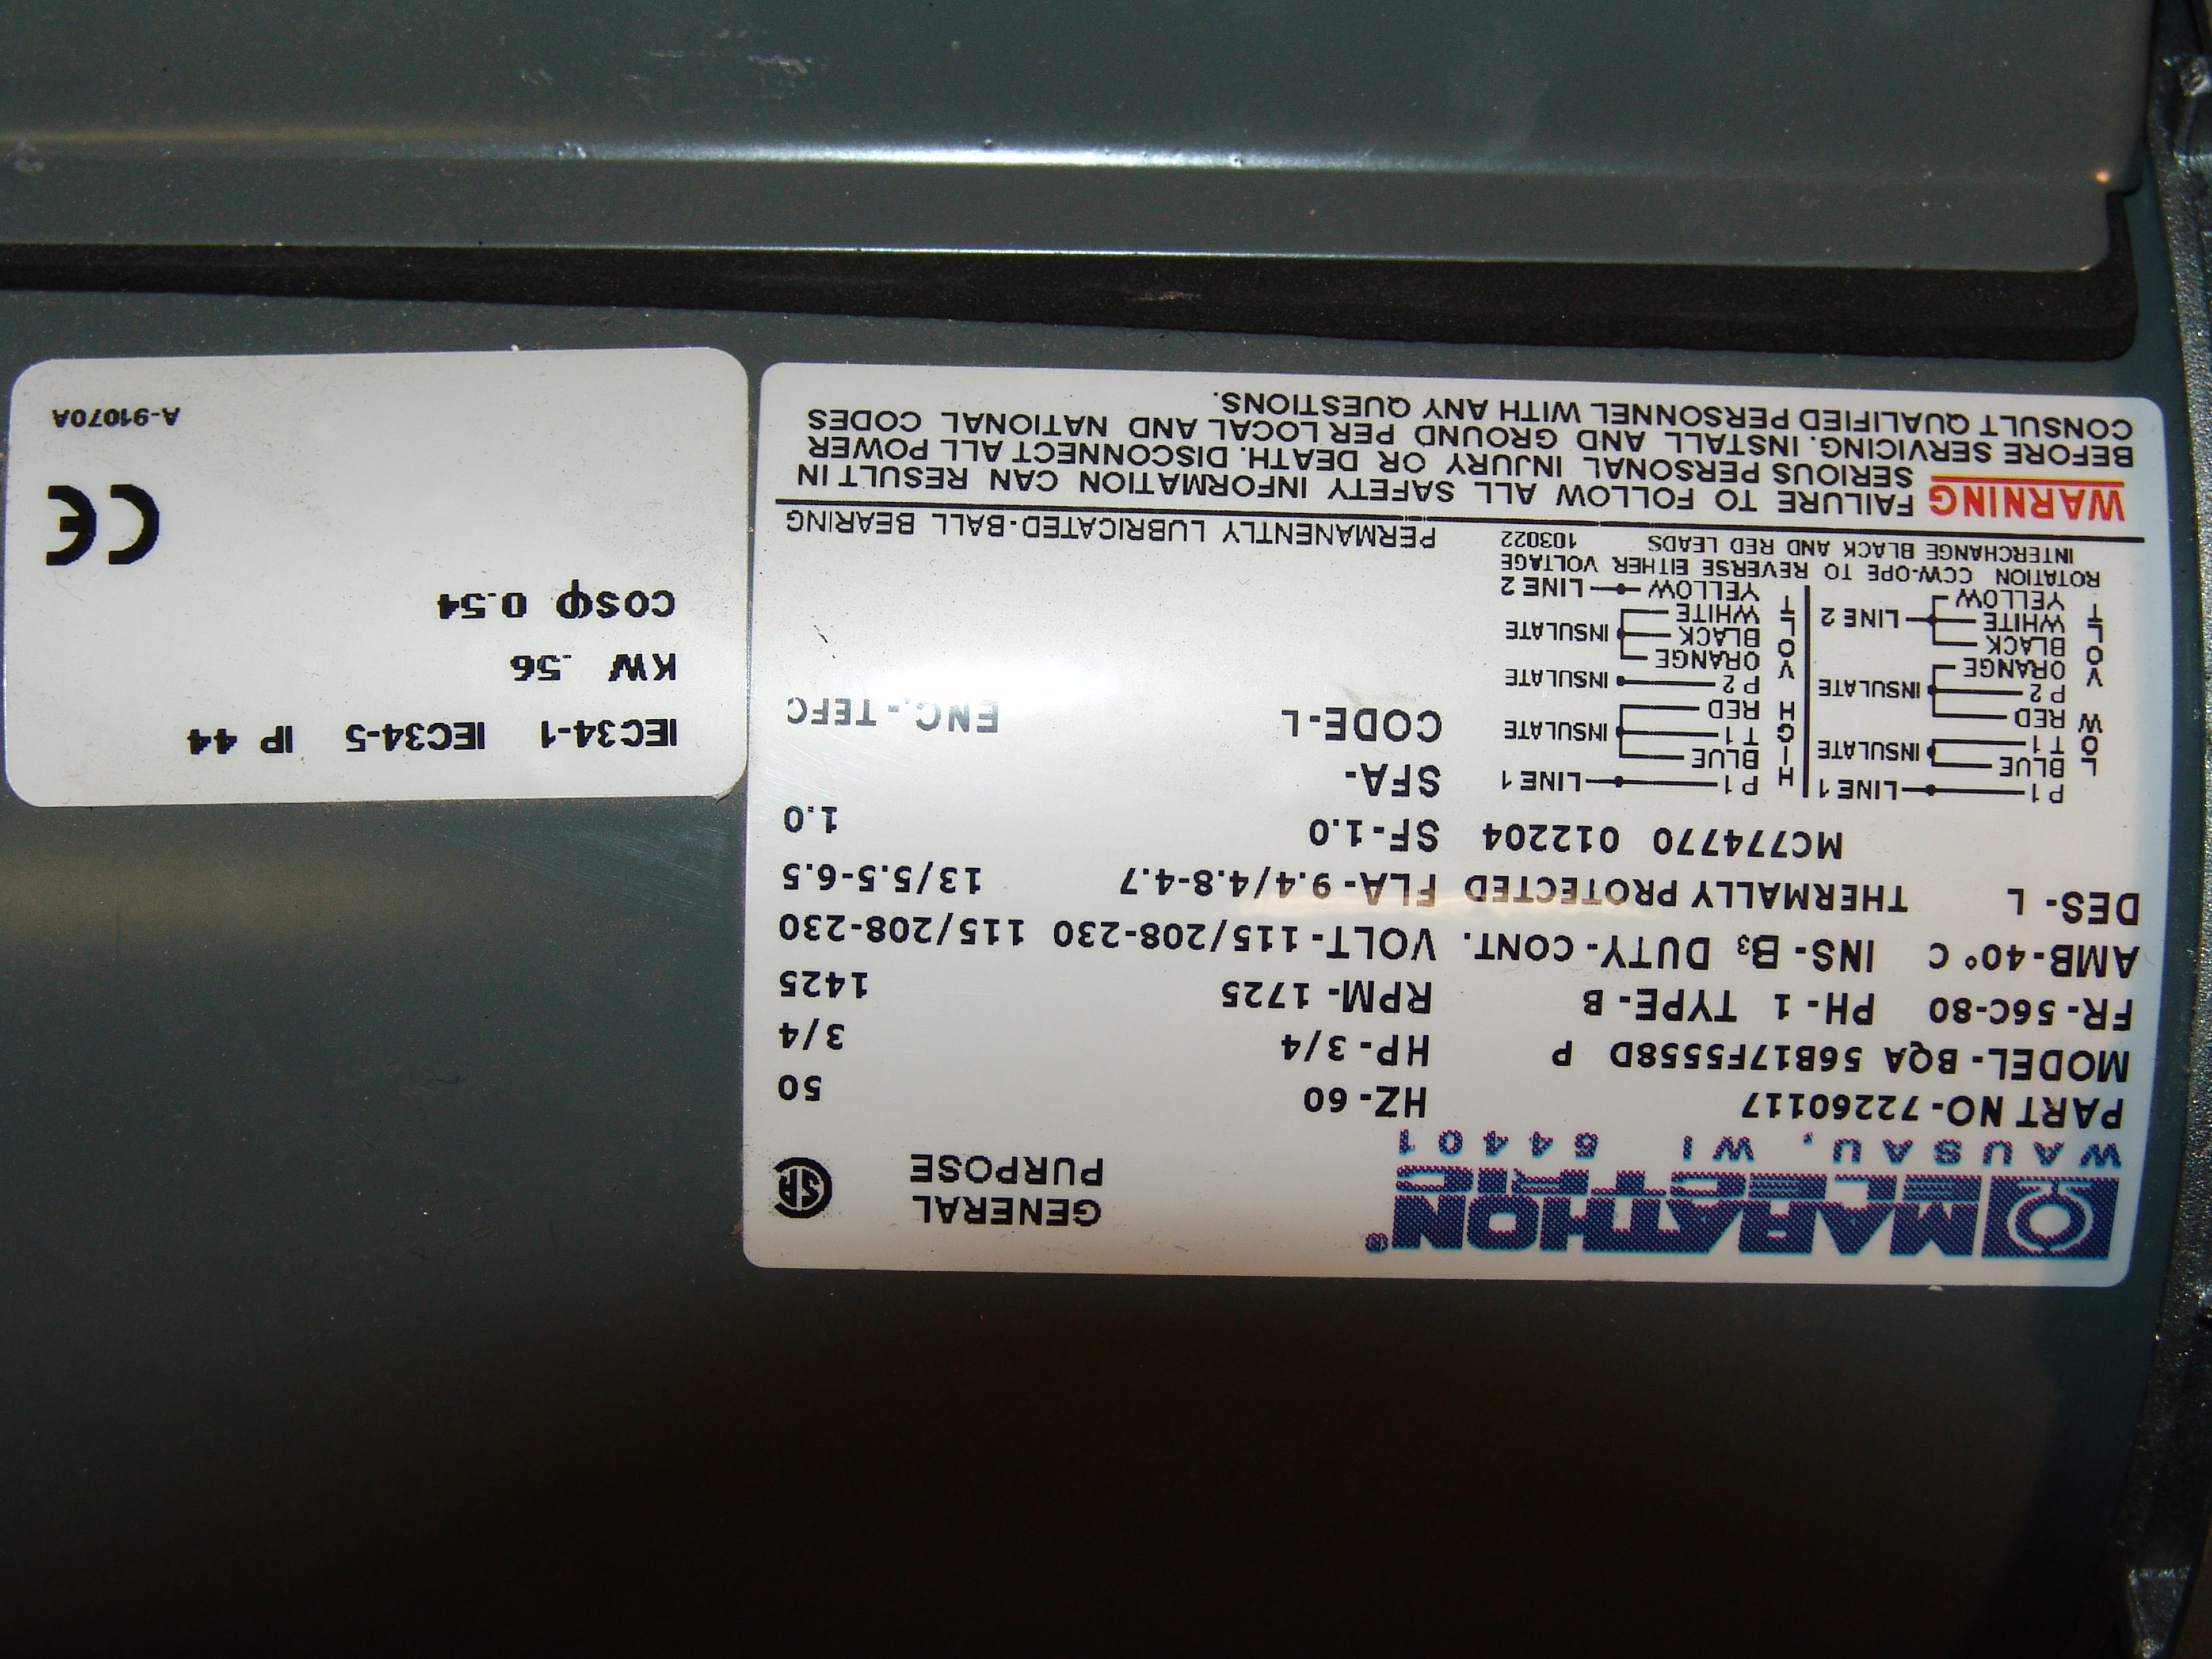 MARATHON®
ELECTRIC
WAUSAU, WI 54401
GENERAL
PURPOSE
SA
PART NO-72260117 HZ-60 50
MODEL-BQA 56B17F5558D P HP-3/4 3/4
FR-56C-80 PH-1 TYPE-B RPM-1725 1425
AMB-40°C INS-B3 DUTY-CONT. VOLT-115/208-230 115/208-230
DES-L THERMALLY PROTECTED FLA-9.4/4.8-4.7 13/5.5-6.5
MC774770 012204 SF-1.0 1.0
SFA-
CODE-L ENC.-TEFC
LOW VOLT
P1 LINE 1
BLUE
T1 INSULATE
RED
P2 INSULATE
ORANGE
BLACK
WHITE LINE 2
YELLOW
HIGH VOLT
P1 LINE 1
BLUE
T1 INSULATE
RED
P2 INSULATE
ORANGE
BLACK INSULATE
WHITE
YELLOW LINE 2
ROTATION CCW-OPE TO REVERSE EITHER VOLTAGE
INTERCHANGE BLACK AND RED LEADS 103022
PERMANENTLY LUBRICATED-BALL BEARING
WARNING FAILURE TO FOLLOW ALL SAFETY INFORMATION CAN RESULT IN
SERIOUS PERSONAL INJURY OR DEATH. DISCONNECT ALL POWER
BEFORE SERVICING. INSTALL AND GROUND PER LOCAL AND NATIONAL CODES
CONSULT QUALIFIED PERSONNEL WITH ANY QUESTIONS.
IEC34-1 IEC34-5 IP 44
KW .56
COSφ 0.54
CE
A-91070A